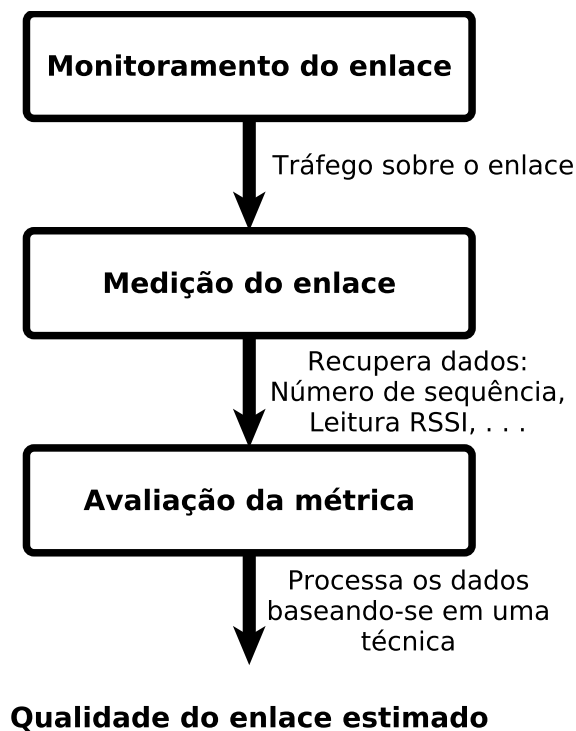 Monitoramento do enlace
Tráfego sobre o enlace
Medição do enlace
Recupera dados:
Número de sequência,
Leitura RSSI, . . .
Avaliação da métrica
Processa os dados
baseando-se em uma
técnica
Qualidade do enlace estimado